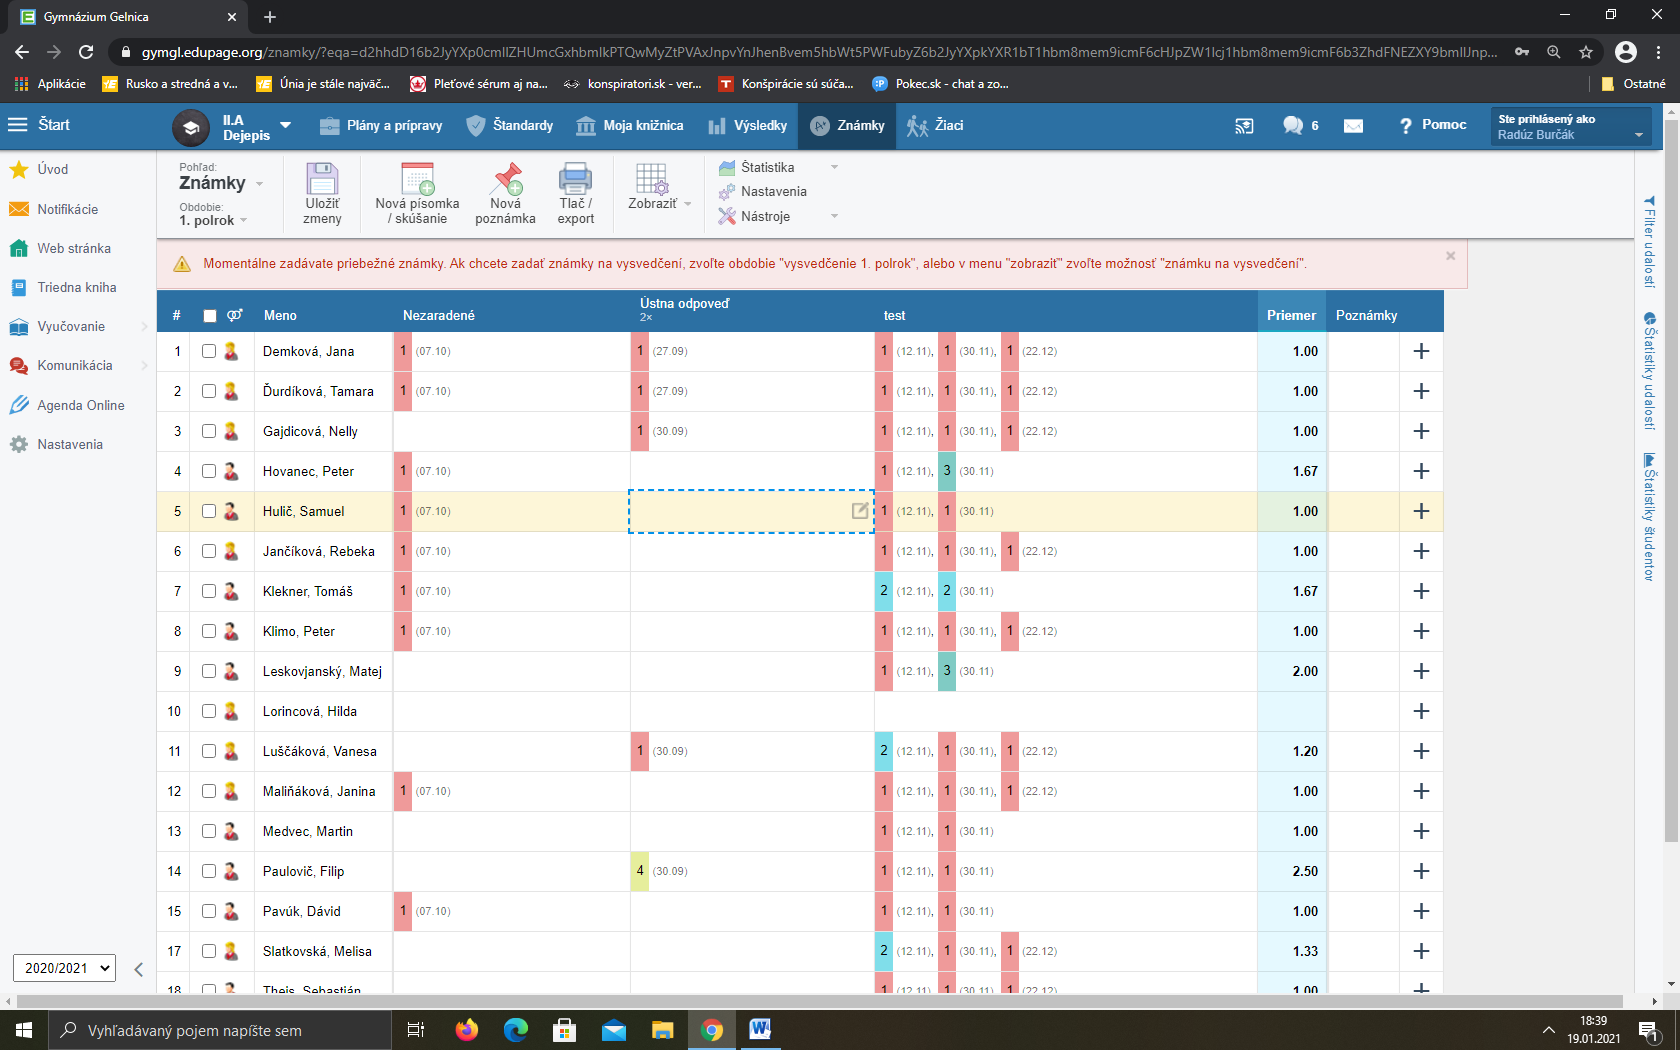 Gymnázium Gelnica
gymgl.edupage.org
Aplikácie Rusko a stredná a v... Únia je stále najväč... Pleťové sérum aj na... konspiratori.sk - ver... Konšpirácie sú súča... Pokec.sk - chat a zo... Ostatné
Štart
II.A
Dejepis
Plány a prípravy Štandardy Moja knižnica Výsledky Známky Žiaci
6 Pomoc
Ste prihlásený ako
Radúz Burčák
Úvod
Notifikácie
Web stránka
Triedna kniha
Vyučovanie
Komunikácia
Agenda Online
Nastavenia
2020/2021
Pohľad:
Známky
Obdobie:
1. polrok
Uložiť
zmeny
Nová písomka
/ skúšanie
Nová
poznámka
Tlač /
export
Zobraziť
Štatistika
Nastavenia
Nástroje
Filter udalostí
Štatistiky udalostí
Štatistiky študentov
Momentálne zadávate priebežné známky. Ak chcete zadať známky na vysvedčení, zvoľte obdobie "vysvedčenie 1. polrok", alebo v menu "zobraziť" zvoľte možnosť "známku na vysvedčení".
# Meno Nezaradené Ústna odpoveď 2× test Priemer Poznámky
1 Demková, Jana 1 (07.10) 1 (27.09) 1 (12.11), 1 (30.11), 1 (22.12) 1.00
2 Ďurdíková, Tamara 1 (07.10) 1 (27.09) 1 (12.11), 1 (30.11), 1 (22.12) 1.00
3 Gajdicová, Nelly 1 (30.09) 1 (12.11), 1 (30.11), 1 (22.12) 1.00
4 Hovanec, Peter 1 (07.10) 1 (12.11), 3 (30.11) 1.67
5 Hulič, Samuel 1 (07.10) 1 (12.11), 1 (30.11) 1.00
6 Jančíková, Rebeka 1 (07.10) 1 (12.11), 1 (30.11), 1 (22.12) 1.00
7 Klekner, Tomáš 1 (07.10) 2 (12.11), 2 (30.11) 1.67
8 Klimo, Peter 1 (07.10) 1 (12.11), 1 (30.11), 1 (22.12) 1.00
9 Leskovjanský, Matej 1 (12.11), 3 (30.11) 2.00
10 Lorincová, Hilda
11 Luščáková, Vanesa 1 (30.09) 2 (12.11), 1 (30.11), 1 (22.12) 1.20
12 Maliňáková, Janina 1 (07.10) 1 (12.11), 1 (30.11), 1 (22.12) 1.00
13 Medvec, Martin 1 (12.11), 1 (30.11) 1.00
14 Paulovič, Filip 4 (30.09) 1 (12.11), 1 (30.11) 2.50
15 Pavúk, Dávid 1 (07.10) 1 (12.11), 1 (30.11) 1.00
17 Slatkovská, Melisa 2 (12.11), 1 (30.11), 1 (22.12) 1.33
18 Theis, Sebastián 1 (12.11), 1 (30.11), 1 (22.12) 1.00
Vyhľadávaný pojem napíšte sem
18:39
19.01.2021
1